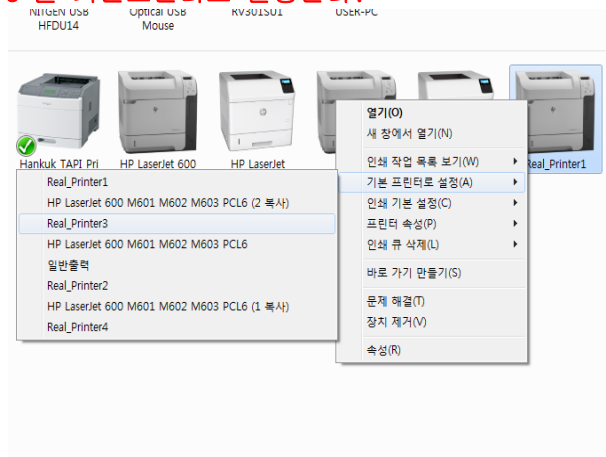 NITGEN USB
HFDU14
Optical USB
Mouse
RV301SU1
USER-PC
Hankuk TAPI Pri
HP LaserJet 600
HP LaserJet
Real_Printer1
열기(O)
새 창에서 열기(N)
인쇄 작업 목록 보기(W)
기본 프린터로 설정(A)
인쇄 기본 설정(C)
프린터 속성(P)
인쇄 큐 삭제(L)
바로 가기 만들기(S)
문제 해결(T)
장치 제거(V)
속성(R)
Real_Printer1
HP LaserJet 600 M601 M602 M603 PCL6 (2 복사)
Real_Printer3
HP LaserJet 600 M601 M602 M603 PCL6
일반출력
Real_Printer2
HP LaserJet 600 M601 M602 M603 PCL6 (1 복사)
Real_Printer4